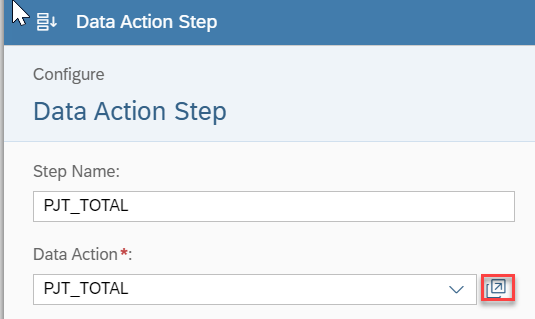 Data Action Step
Configure
Data Action Step
Step Name:
PJT_TOTAL
Data Action*:
PJT_TOTAL